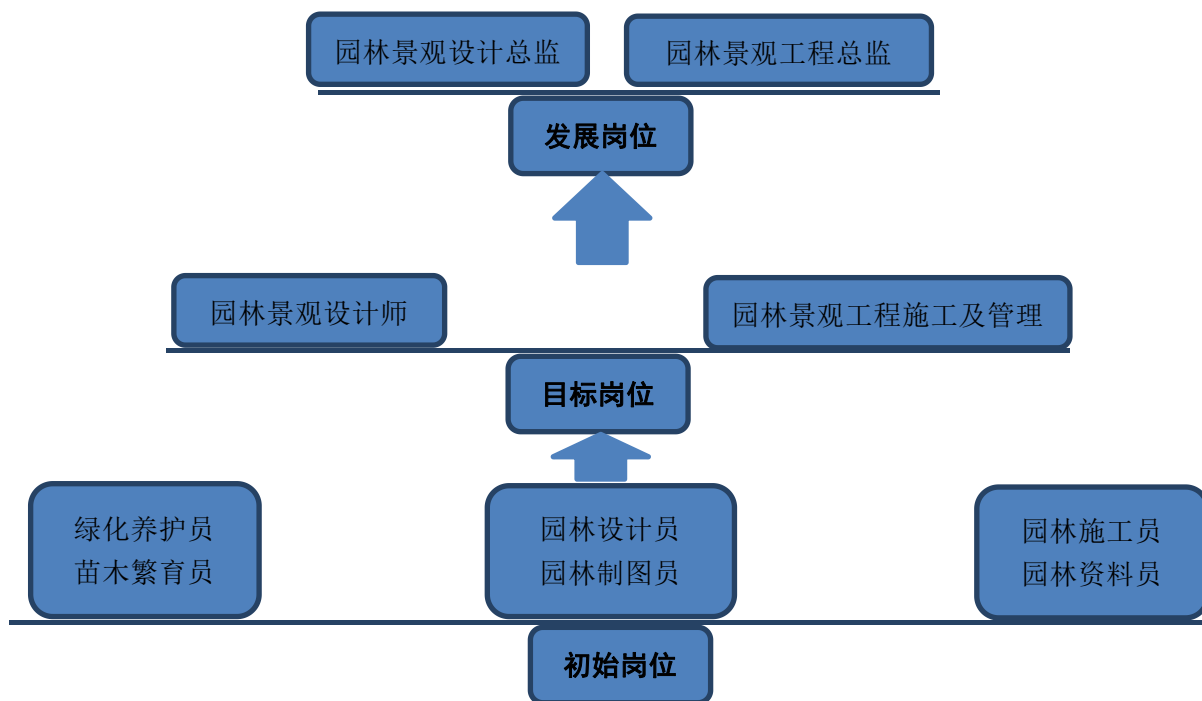 园林景观设计总监
园林景观工程总监
发展岗位
园林景观设计师
园林景观工程施工及管理
目标岗位
绿化养护员
苗木繁育员
园林设计员
园林制图员
园林施工员
园林资料员
初始岗位